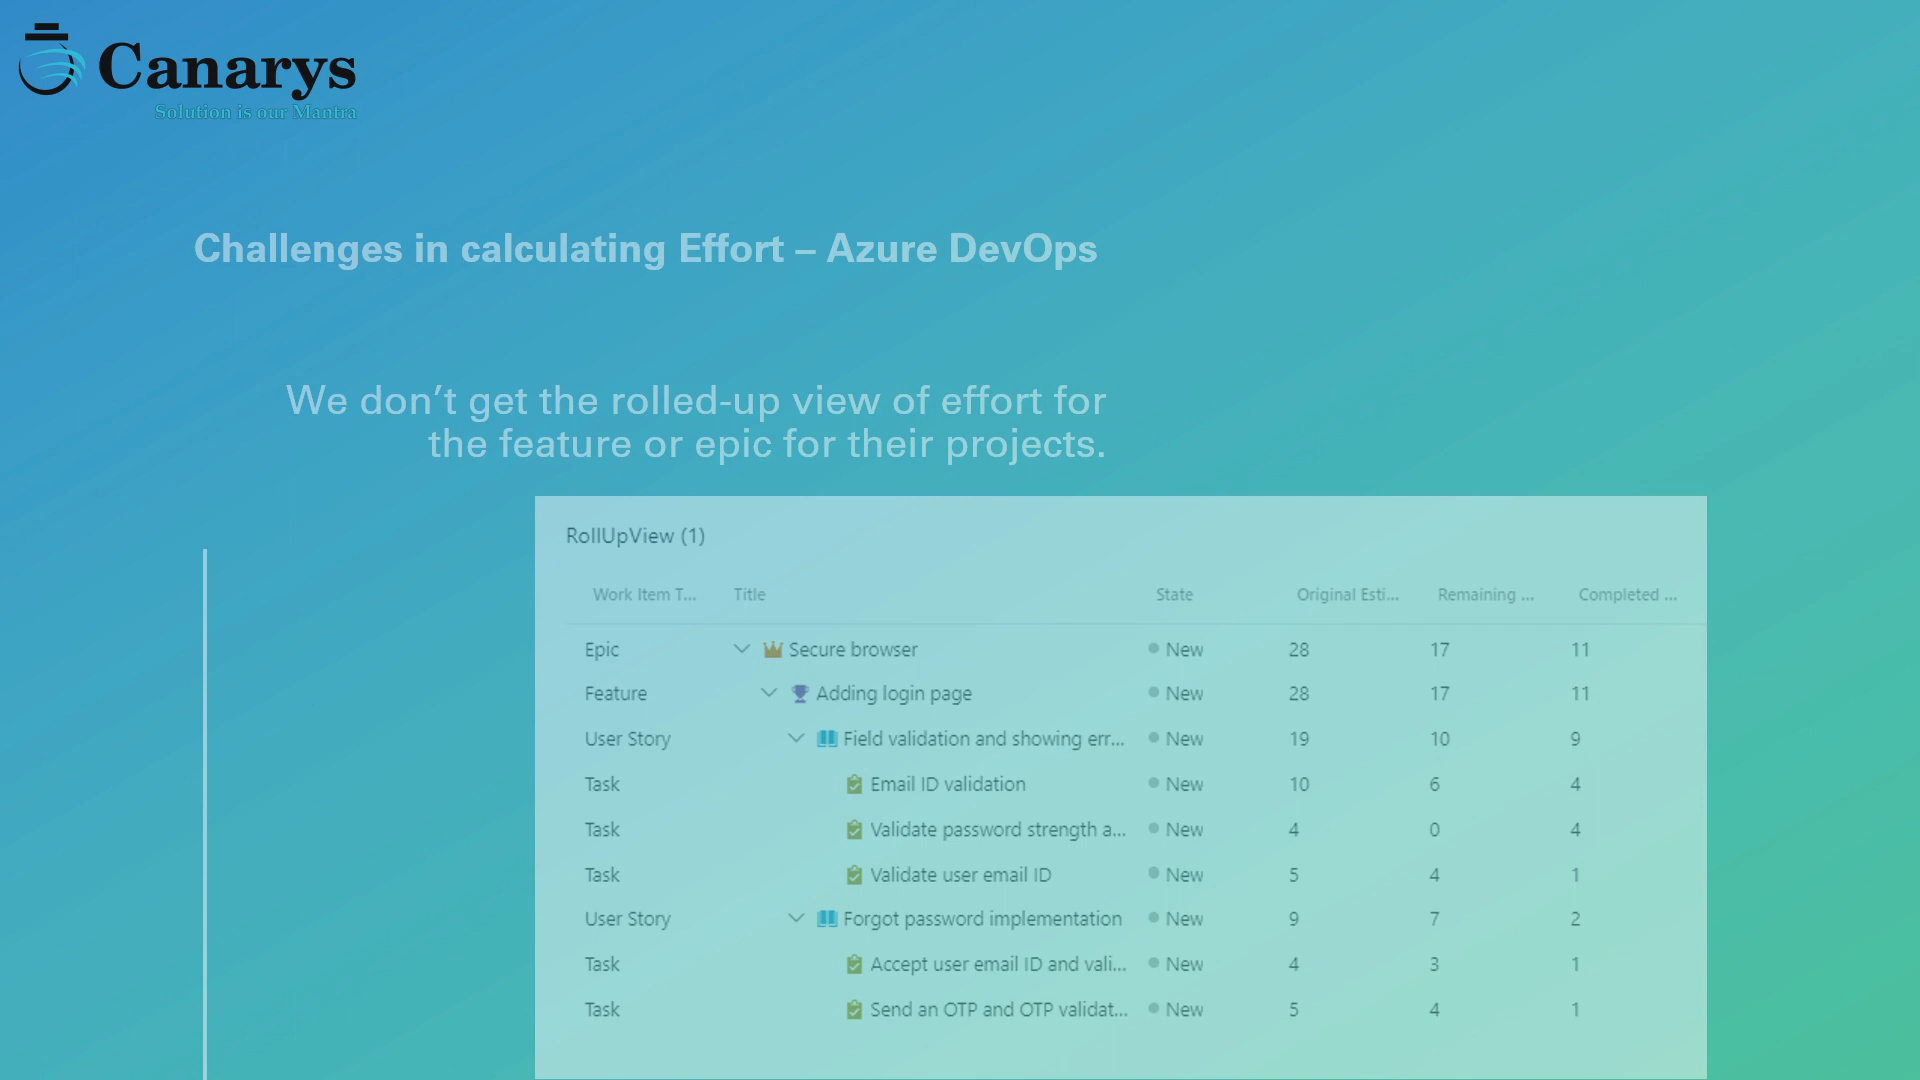 Canarys
Solution is our Mantra
Challenges in calculating Effort – Azure DevOps
We don’t get the rolled-up view of effort for
the feature or epic for their projects.
RollUpView (1)
Work Item T... Title State Original Esti... Remaining ... Completed ...
Epic Secure browser New 28 17 11
Feature Adding login page New 28 17 11
User Story Field validation and showing err... New 19 10 9
Task Email ID validation New 10 6 4
Task Validate password strength a... New 4 0 4
Task Validate user email ID New 5 4 1
User Story Forgot password implementation New 9 7 2
Task Accept user email ID and vali... New 4 3 1
Task Send an OTP and OTP validat... New 5 4 1